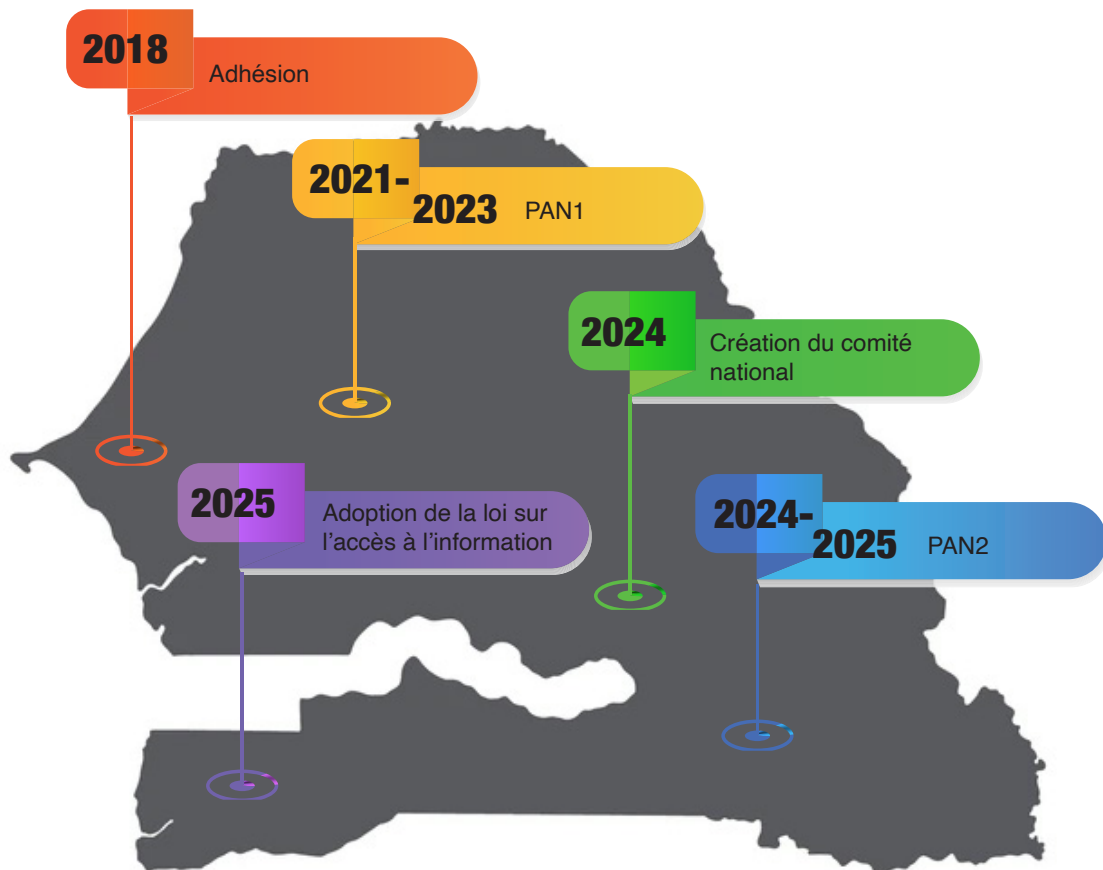 2018
Adhésion
2021-
2023 PAN1
2024
Création du comité
national
2025
Adoption de la loi sur
l'accès à l'information
2024-
2025 PAN2